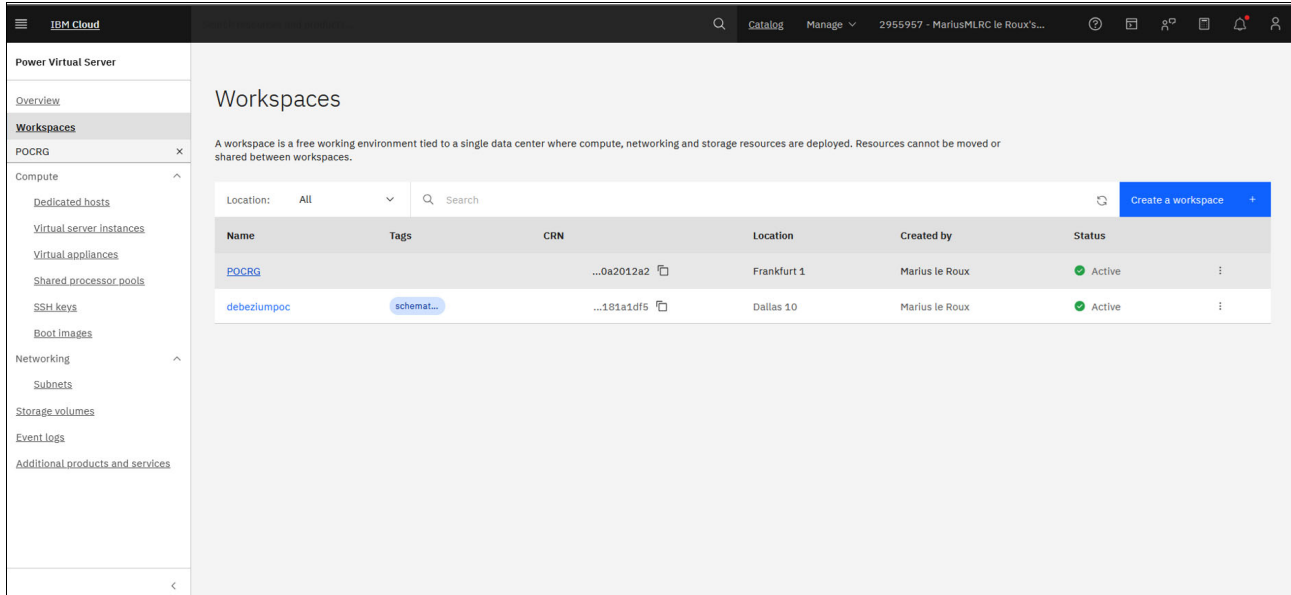 IBM Cloud
Catalog
Manage
2955957 - MariusMLRC le Roux's...
Power Virtual Server
Overview
Workspaces
POCRG
Compute
Dedicated hosts
Virtual server instances
Virtual appliances
Shared processor pools
SSH keys
Boot images
Networking
Subnets
Storage volumes
Event logs
Additional products and services
Workspaces
A workspace is a free working environment tied to a single data center where compute, networking and storage resources are deployed. Resources cannot be moved or
shared between workspaces.
Location: All Search Create a workspace +
Name Tags CRN Location Created by Status
POCRG ...0a2012a2 Frankfurt 1 Marius le Roux Active
debeziumpoc schemat... ...181a1df5 Dallas 10 Marius le Roux Active